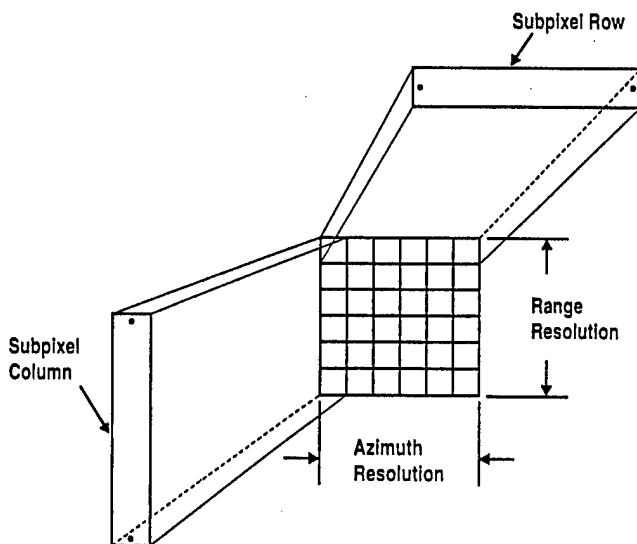 Subpixel Row
Range
Resolution
Subpixel
Column
Azimuth
Resolution